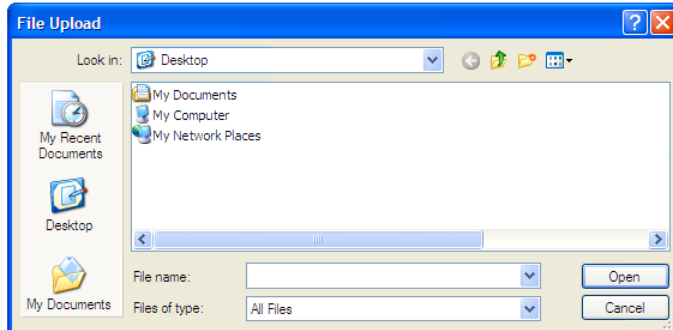 File Upload
Look in:
Desktop
My Documents
My Computer
My Network Places
My Recent
Documents
Desktop
My Documents
File name:
Open
Files of type:
All Files
Cancel